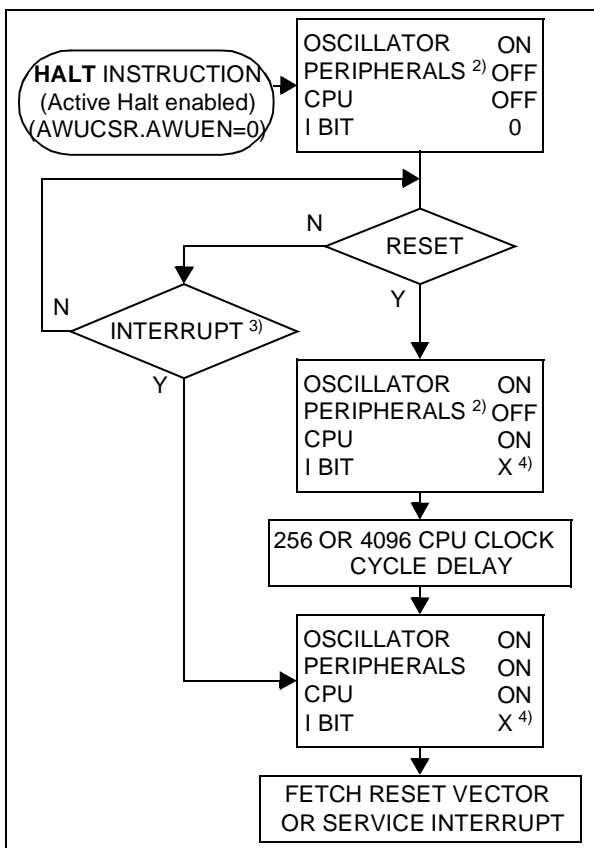 HALT INSTRUCTION
(Active Halt enabled)
(AWUCSR.AWUEN=0)
OSCILLATOR ON
PERIPHERALS 2) OFF
CPU OFF
I BIT 0
RESET
N
Y
INTERRUPT 3)
N
Y
OSCILLATOR ON
PERIPHERALS 2) OFF
CPU ON
I BIT X 4)
256 OR 4096 CPU CLOCK
CYCLE DELAY
OSCILLATOR ON
PERIPHERALS ON
CPU ON
I BIT X 4)
FETCH RESET VECTOR
OR SERVICE INTERRUPT